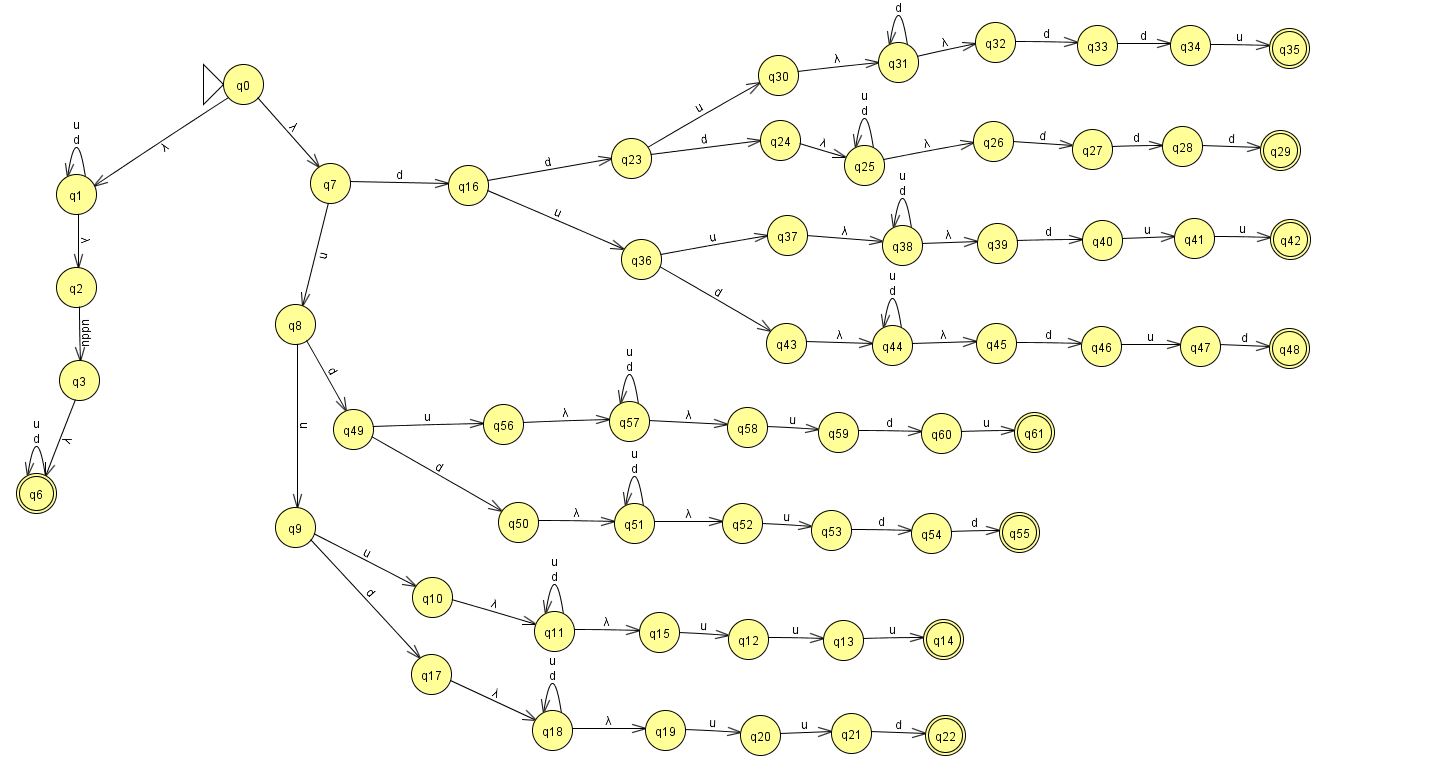 q0
λ
λ
u
d
q1
λ
q2
uddu
q3
λ
u
d
q6
q7
d
q16
d
q23
u
q30
λ
d
q31
λ
q32
d
q33
d
q34
u
q35
d
q24
λ
u
d
q25
λ
q26
d
q27
d
q28
d
q29
u
q36
u
q37
λ
u
d
q38
λ
q39
d
q40
u
q41
u
q42
d
q43
λ
u
d
q44
λ
q45
d
q46
u
q47
d
q48
u
q8
d
q49
u
q56
λ
u
d
q57
λ
q58
u
q59
d
q60
u
q61
d
q50
λ
u
d
q51
λ
q52
u
q53
d
q54
d
q55
u
q9
u
q10
λ
u
d
q11
λ
q15
u
q12
u
q13
u
q14
d
q17
λ
u
d
q18
λ
q19
u
q20
u
q21
d
q22